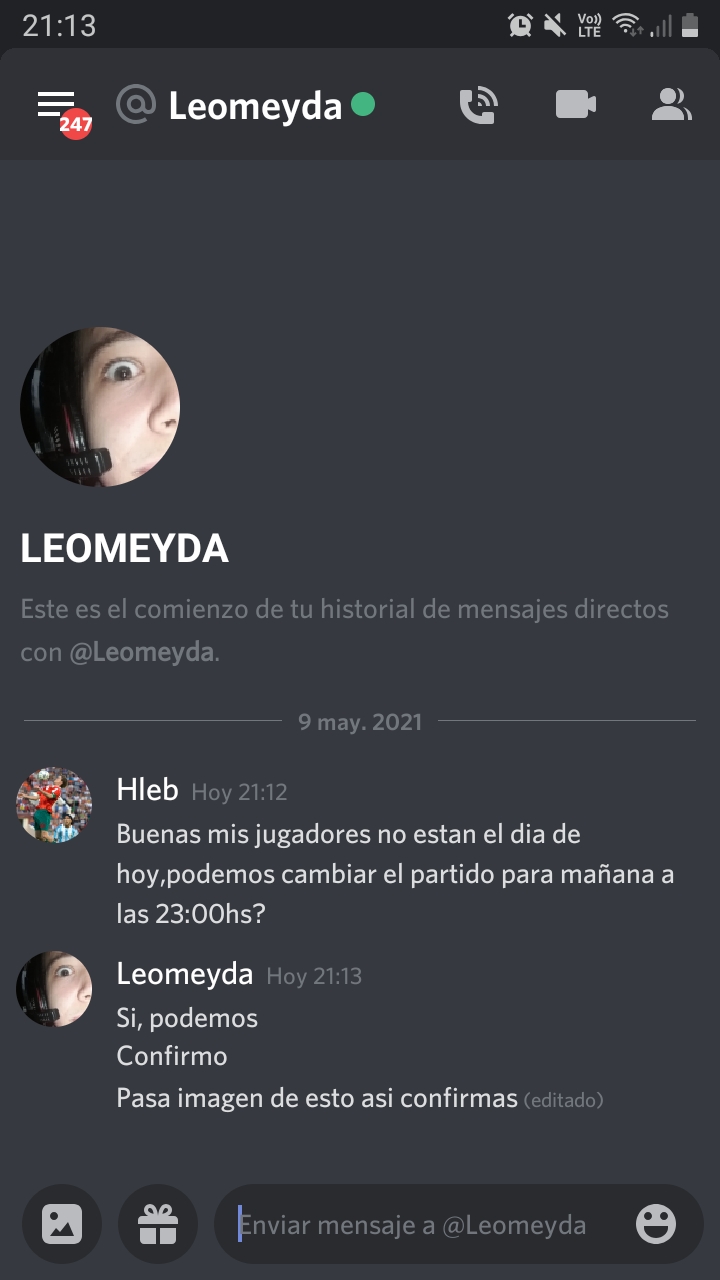 21:13
Vo))
LTE
247
@ Leomeyda
LEOMEYDA
Este es el comienzo de tu historial de mensajes directos
con @Leomeyda.
9 may. 2021
Hleb Hoy 21:12
Buenas mis jugadores no estan el dia de
hoy,podemos cambiar el partido para mañana a
las 23:00hs?
Leomeyda Hoy 21:13
Si, podemos
Confirmo
Pasa imagen de esto asi confirmas (editado)
Enviar mensaje a @Leomeyda